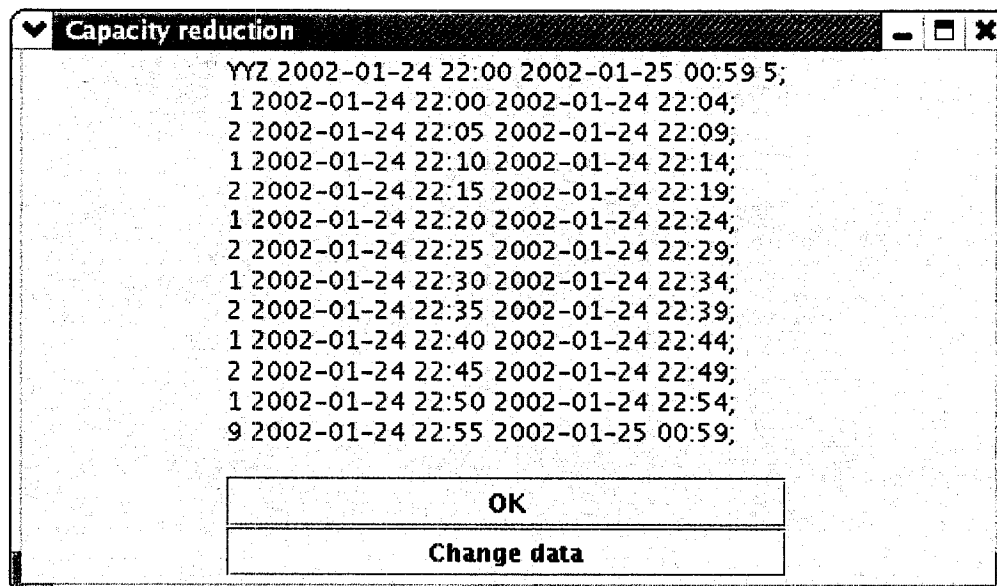 Capacity reduction
YYZ 2002-01-24 22:00 2002-01-25 00:59 5;
1 2002-01-24 22:00 2002-01-24 22:04;
2 2002-01-24 22:05 2002-01-24 22:09;
1 2002-01-24 22:10 2002-01-24 22:14;
2 2002-01-24 22:15 2002-01-24 22:19;
1 2002-01-24 22:20 2002-01-24 22:24;
2 2002-01-24 22:25 2002-01-24 22:29;
1 2002-01-24 22:30 2002-01-24 22:34;
2 2002-01-24 22:35 2002-01-24 22:39;
1 2002-01-24 22:40 2002-01-24 22:44;
2 2002-01-24 22:45 2002-01-24 22:49;
1 2002-01-24 22:50 2002-01-24 22:54;
9 2002-01-24 22:55 2002-01-25 00:59;
OK
Change data